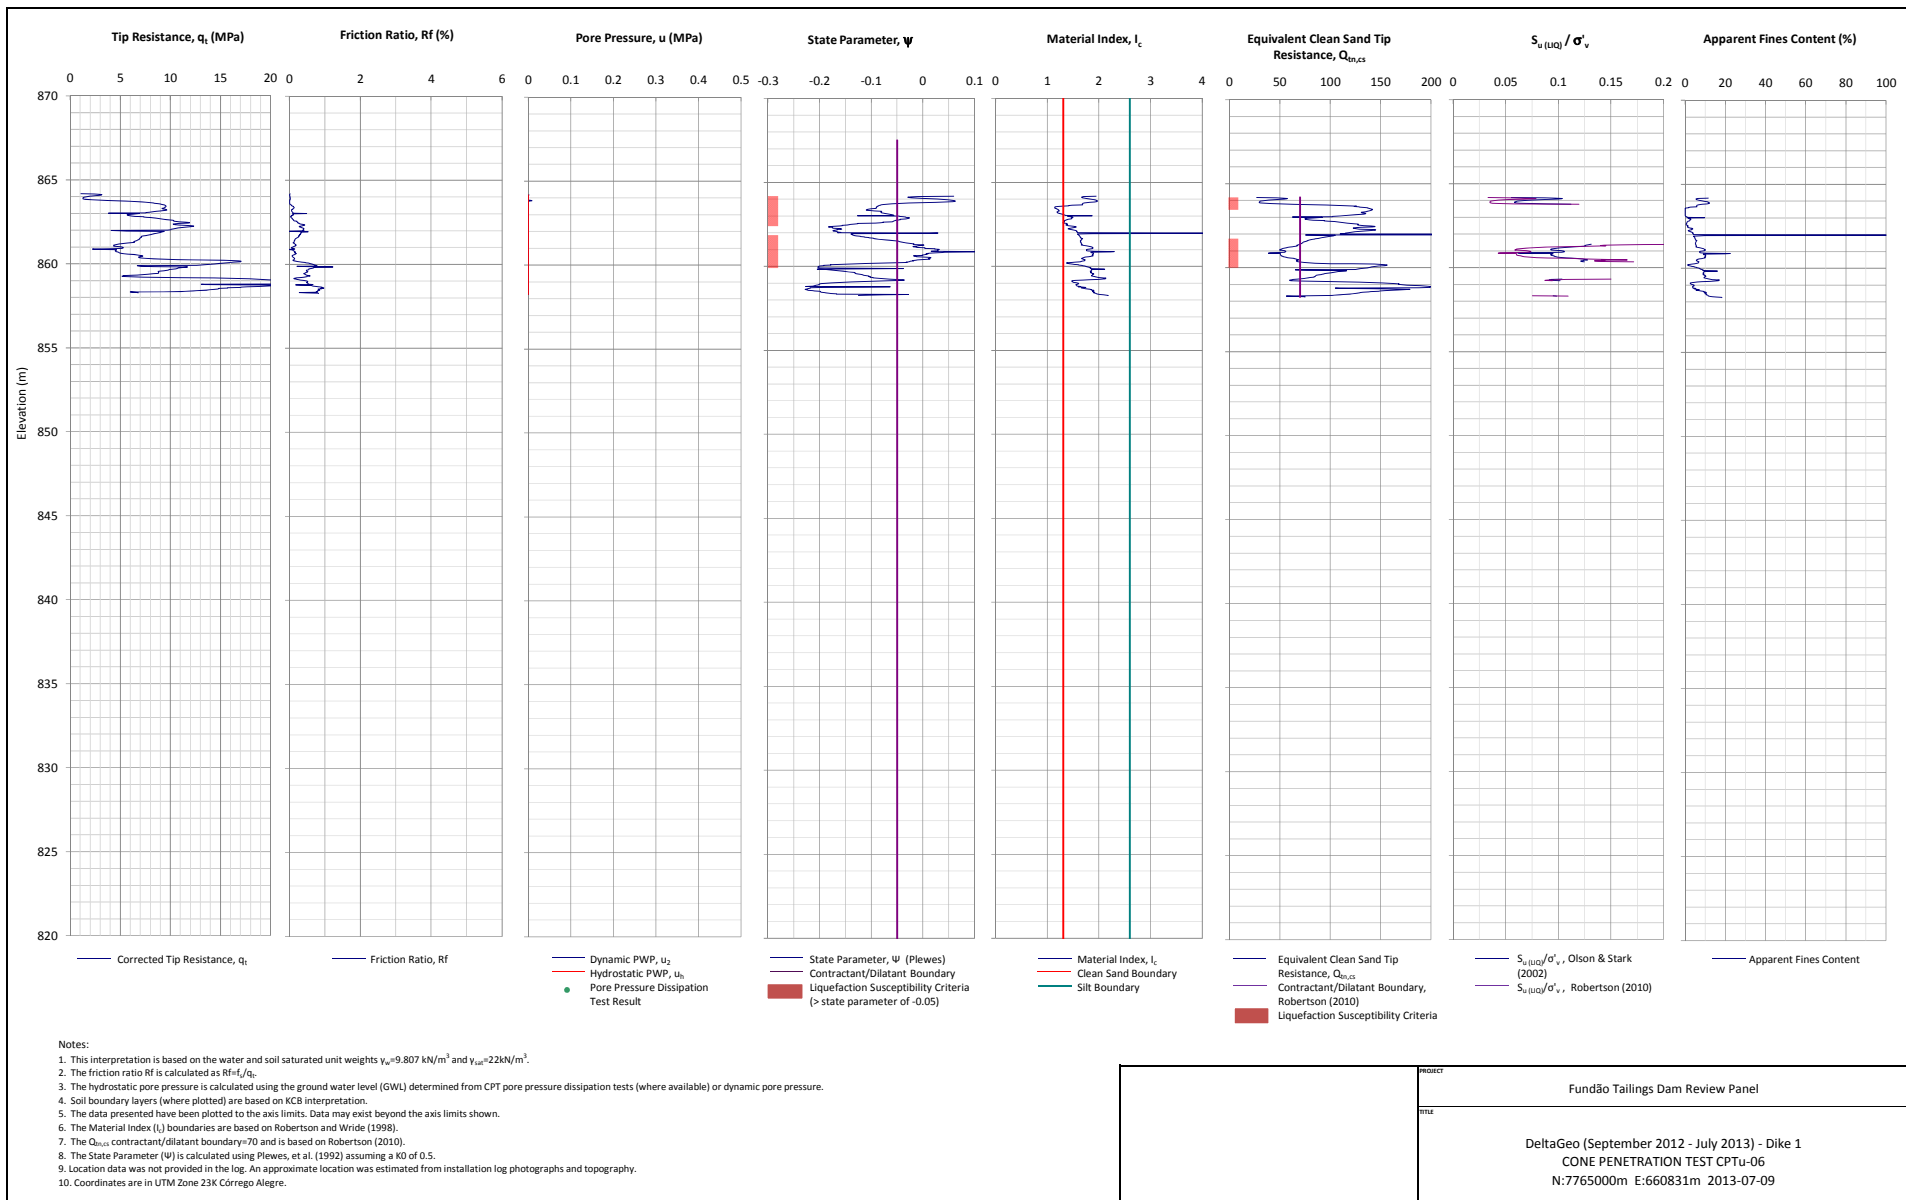 Tip Resistance, qt (MPa)
Friction Ratio, Rf (%)
Pore Pressure, u (MPa)
State Parameter, Ψ
Material Index, Ic
Equivalent Clean Sand Tip
Resistance, Qtn,cs
Su (LIQ) / σ'v
Apparent Fines Content (%)
0 5 10 15 20
0 2 4 6
0 0.1 0.2 0.3 0.4 0.5
-0.3 -0.2 -0.1 0 0.1
0 1 2 3 4
0 50 100 150 200
0 0.05 0.1 0.15 0.2
0 20 40 60 80 100
870
865
860
855
850
845
840
835
830
825
820
Elevation (m)
Corrected Tip Resistance, qt
Friction Ratio, Rf
Dynamic PWP, u2
Hydrostatic PWP, uh
Pore Pressure Dissipation
Test Result
State Parameter, Ψ (Plewes)
Contractant/Dilatant Boundary
Liquefaction Susceptibility Criteria
(> state parameter of -0.05)
Material Index, Ic
Clean Sand Boundary
Silt Boundary
Equivalent Clean Sand Tip
Resistance, Qtn,cs
Contractant/Dilatant Boundary,
Robertson (2010)
Liquefaction Susceptibility Criteria
Su (LIQ)/σ'v , Olson & Stark
(2002)
Su (LIQ)/σ'v , Robertson (2010)
Apparent Fines Content
Notes:
1. This interpretation is based on the water and soil saturated unit weights γw=9.807 kN/m³ and γsat=22kN/m³.
2. The friction ratio Rf is calculated as Rf=fs/qt.
3. The hydrostatic pore pressure is calculated using the ground water level (GWL) determined from CPT pore pressure dissipation tests (where available) or dynamic pore pressure.
4. Soil boundary layers (where plotted) are based on KCB interpretation.
5. The data presented have been plotted to the axis limits. Data may exist beyond the axis limits shown.
6. The Material Index (Ic) boundaries are based on Robertson and Wride (1998).
7. The Qtn,cs contractant/dilatant boundary=70 and is based on Robertson (2010).
8. The State Parameter (Ψ) is calculated using Plewes, et al. (1992) assuming a K0 of 0.5.
9. Location data was not provided in the log. An approximate location was estimated from installation log photographs and topography.
10. Coordinates are in UTM Zone 23K Córrego Alegre.
PROJECT
Fundão Tailings Dam Review Panel
TITLE
DeltaGeo (September 2012 - July 2013) - Dike 1
CONE PENETRATION TEST CPTu-06
N:7765000m E:660831m 2013-07-09